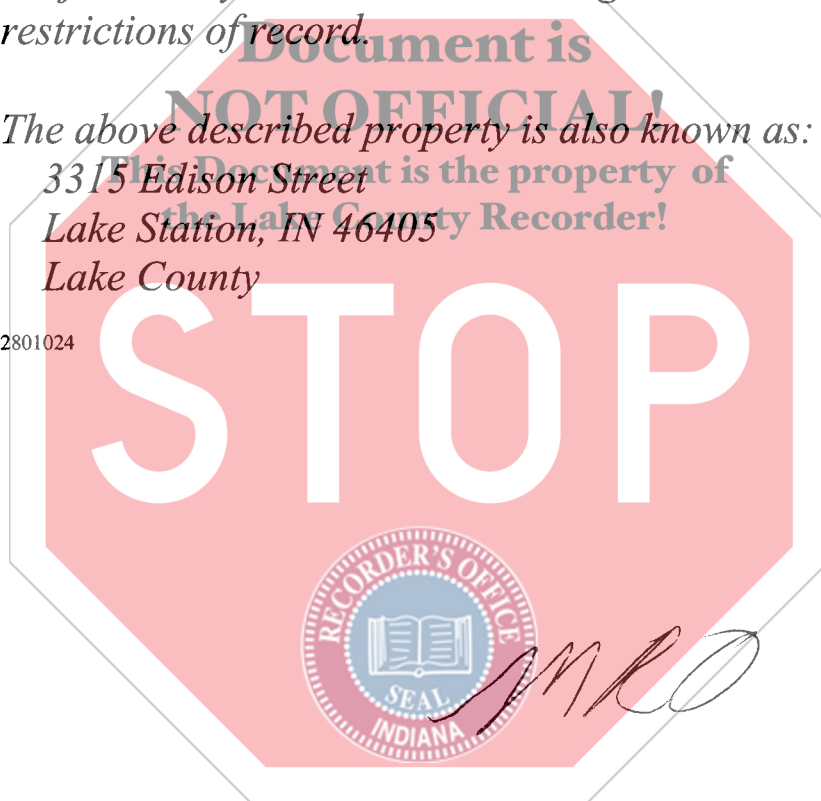 restrictions of record.
Document is
NOT OFFICIAL!
The above described property is also known as:
This Document is the property of
3315 Edison Street
the Lake County Recorder!
Lake Station, IN 46405
Lake County
2801024
STOP
RECORDER'S OFFICE
SEAL
INDIANA
MRO